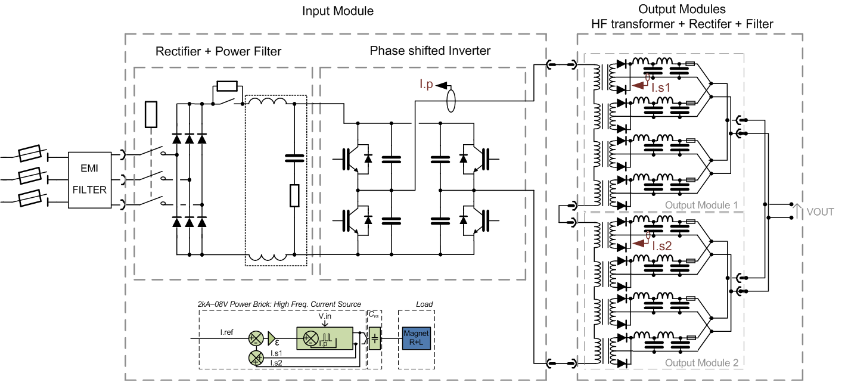 Input Module
Output Modules
HF transformer + Rectifer + Filter
Rectifier + Power Filter
Phase shifted Inverter
I.p
I.s1
EMI
FILTER
Output Module 1
VOUT
I.s2
2kA–08V Power Brick: High Freq. Current Source
Load
V.in
I.ref
ε
I.p
Magnet
R+L
I.s1
I.s2
Output Module 2